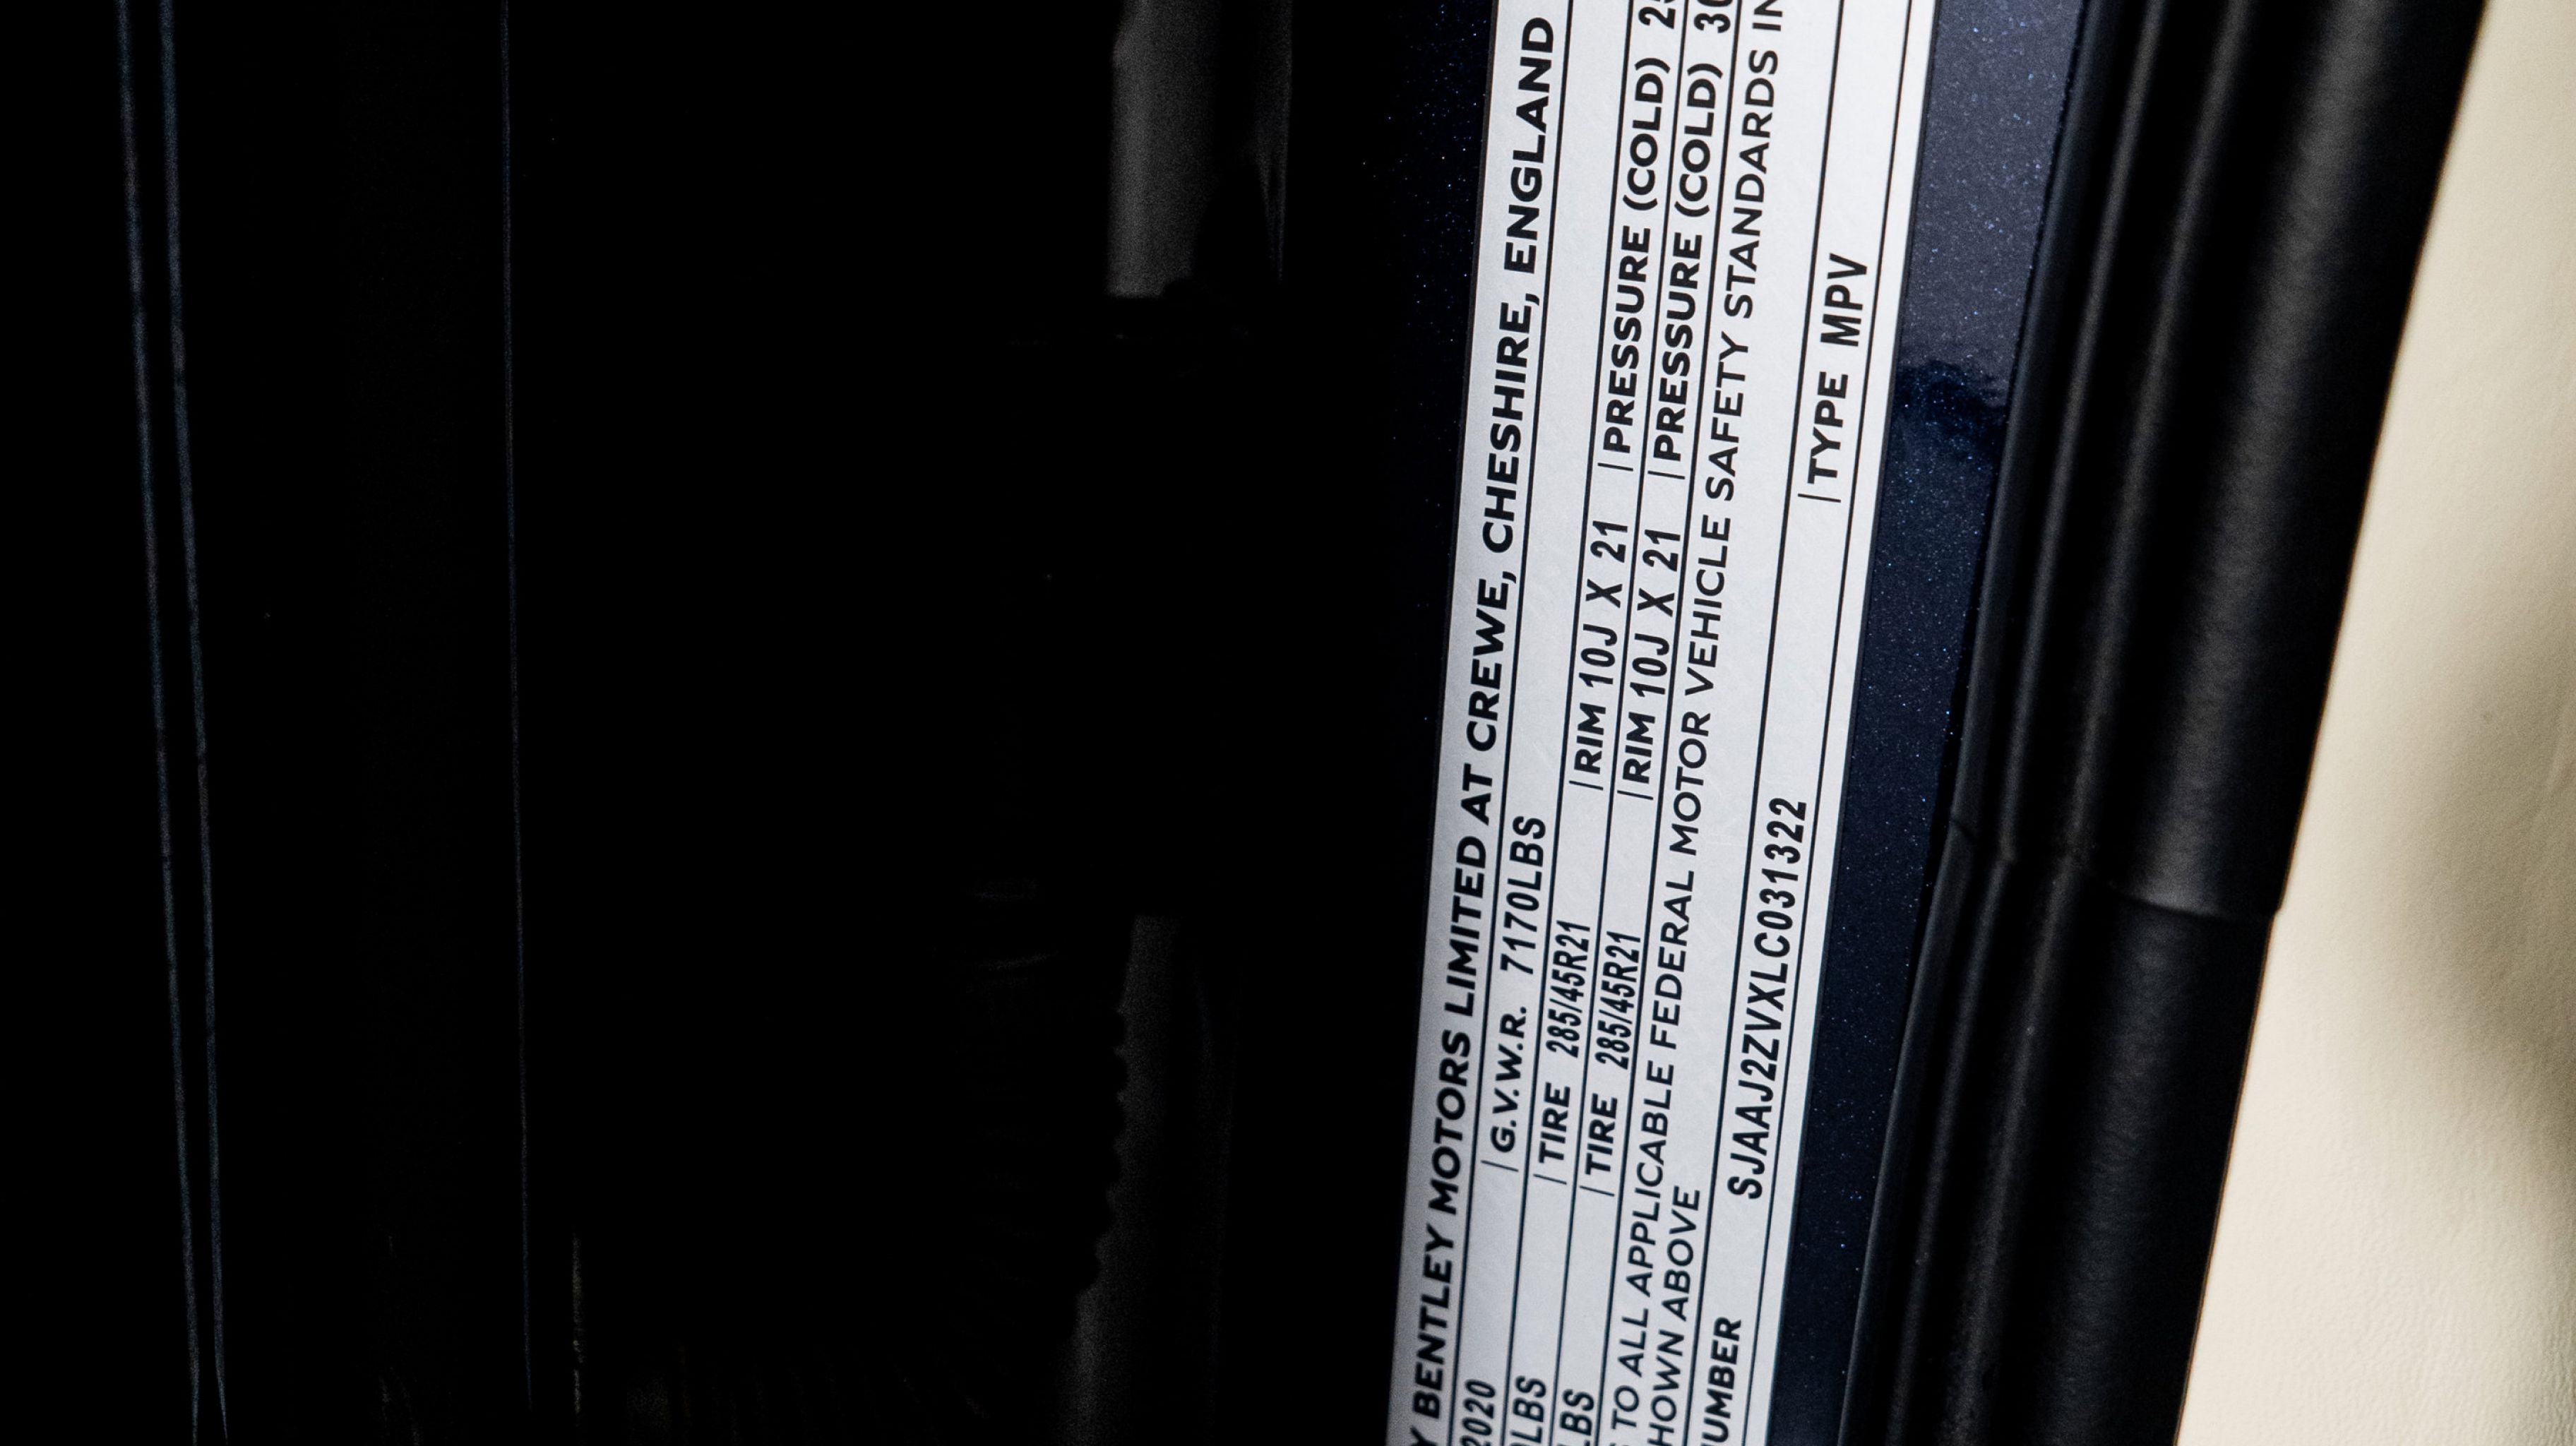 BENTLEY MOTORS LIMITED AT CREWE, CHESHIRE, ENGLAND
2020 G.V.W.R. 7170LBS
LBS TIRE 285/45R21 RIM 10J X 21 PRESSURE (COLD)
LBS TIRE 285/45R21 RIM 10J X 21 PRESSURE (COLD) 30
TO ALL APPLICABLE FEDERAL MOTOR VEHICLE SAFETY STANDARDS IN
HOWN ABOVE
UMBER SJAAJ2ZVXLC031322 TYPE MPV